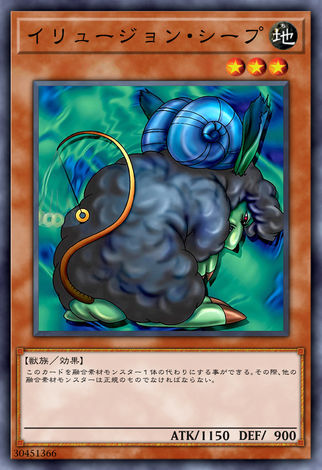 イリュージョン・シープ
地
【獣族／効果】
このカードを融合素材モンスター１体の代わりにする事ができる。その際、他の
融合素材モンスターは正規のものでなければならない。
ATK/1150 DEF/ 900
30451366